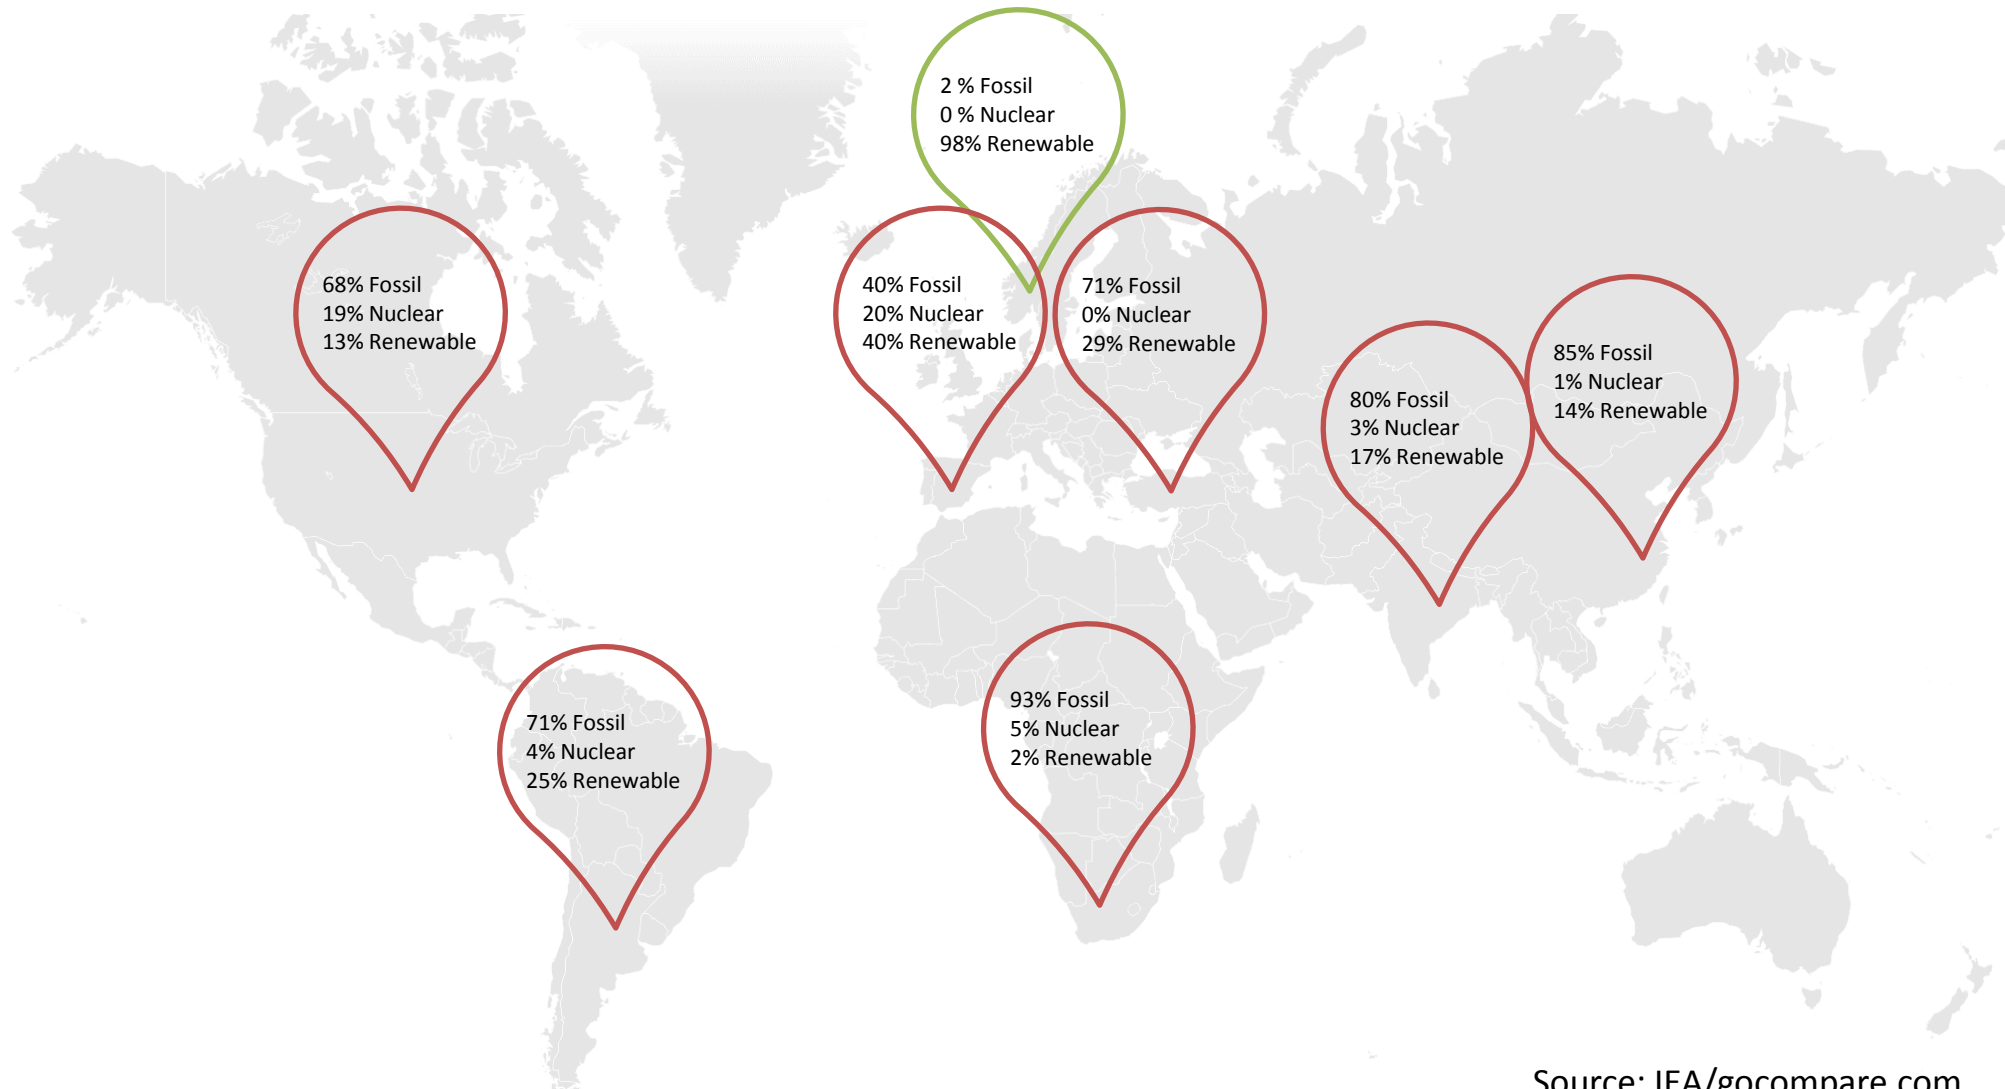 2 % Fossil
0 % Nuclear
98% Renewable
68% Fossil
19% Nuclear
13% Renewable
40% Fossil
20% Nuclear
40% Renewable
71% Fossil
0% Nuclear
29% Renewable
80% Fossil
3% Nuclear
17% Renewable
85% Fossil
1% Nuclear
14% Renewable
71% Fossil
4% Nuclear
25% Renewable
93% Fossil
5% Nuclear
2% Renewable
Source: IEA/gocompare.com